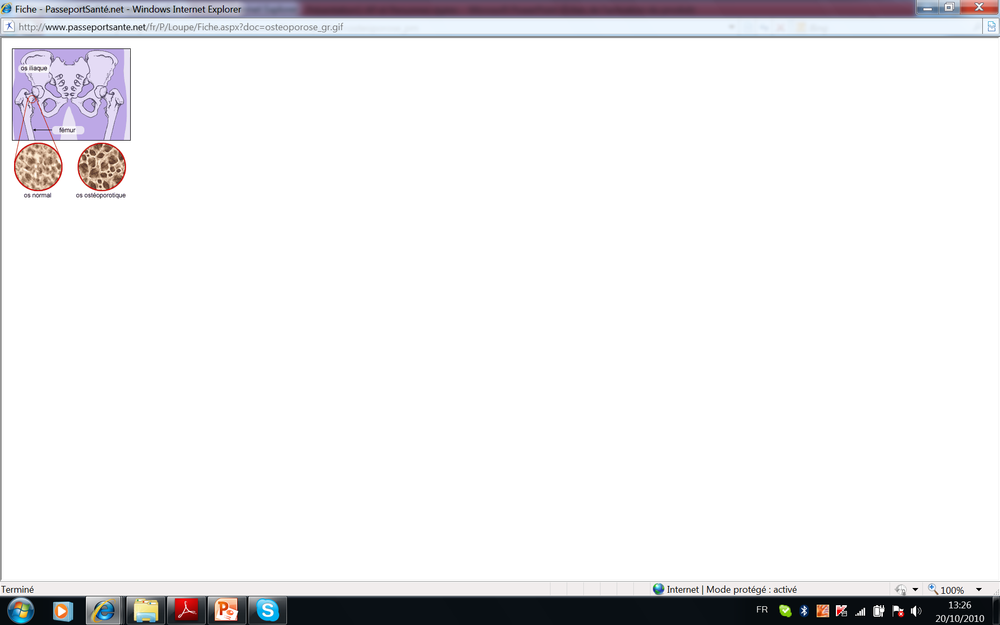 Fiche - PasseportSanté.net - Windows Internet Explorer
http://www.passeportsante.net/fr/P/Loupe/Fiche.aspx?doc=osteoporose_gr.gif
os iliaque
fémur
os normal
os ostéoporotique
Terminé
Internet | Mode protégé : activé
100%
FR
13:26
20/10/2010